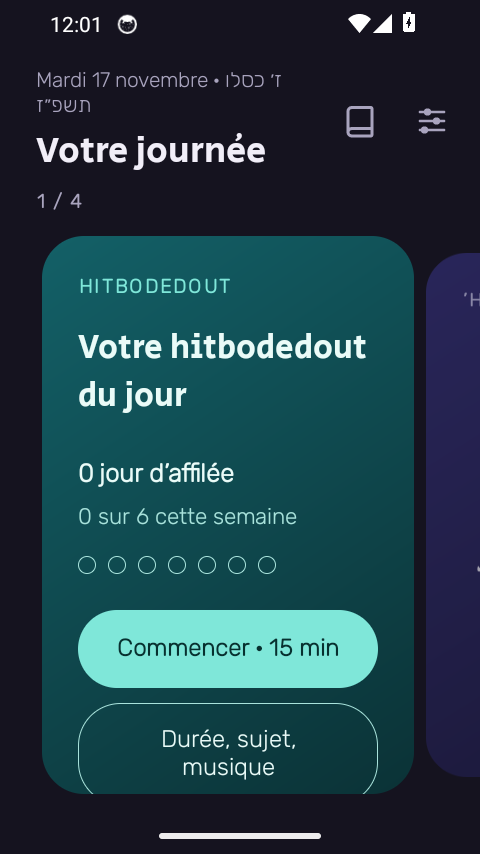 12:01
Mardi 17 novembre • ז׳ כסלו
תשפ״ז
Votre journée
1 / 4
HITBODEDOUT
Votre hitbodedout
du jour
0 jour d’affilée
0 sur 6 cette semaine
Commencer • 15 min
Durée, sujet,
musique